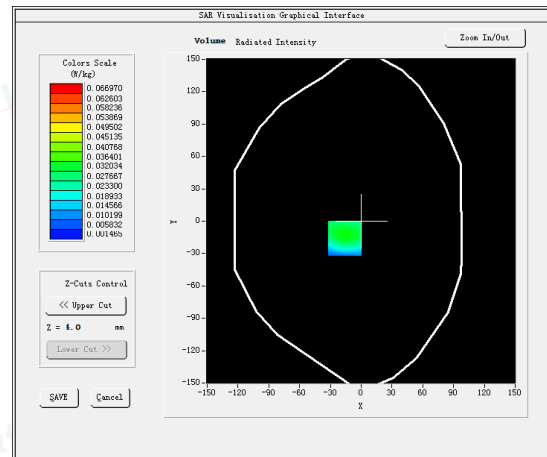 SAR Visualisation Graphical Interface
Volume Radiated Intensity
Zoom In/Out
Colors Scale
(W/kg)
0.066970
0.062603
0.058236
0.053869
0.049502
0.045135
0.040768
0.036401
0.032034
0.027667
0.023300
0.018933
0.014566
0.010199
0.005832
0.001465
Z-Cuts Control
<< Upper Cut
Z = 4.0 mm
Lower Cut >>
SAVE
Cancel
150
120
90
60
30
0
-30
-60
-90
-120
-150
Y
-150 -120 -90 -60 -30 0 30 60 90 120 150
X